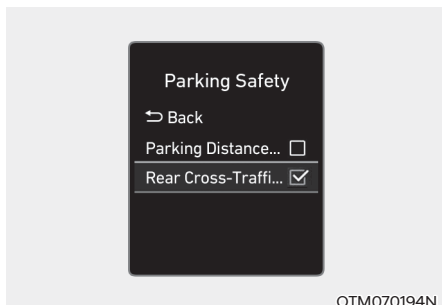 Parking Safety
Back
Parking Distance...
Rear Cross-Traffi...
OTM070194N